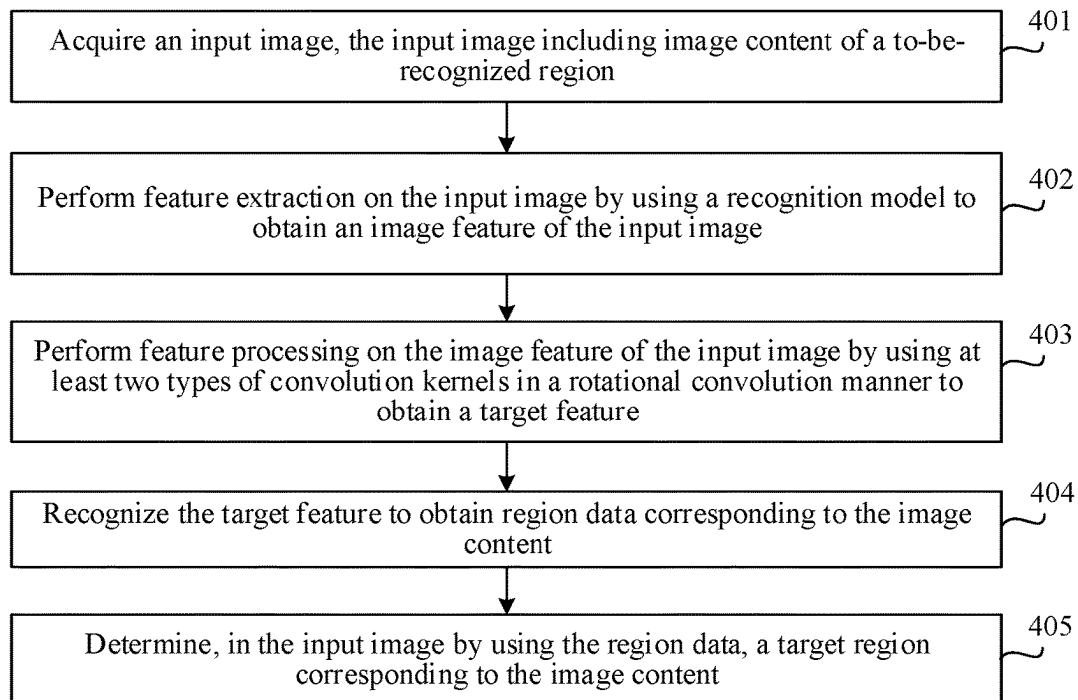 401
Acquire an input image, the input image including image content of a to-be-
recognized region
402
Perform feature extraction on the input image by using a recognition model to
obtain an image feature of the input image
403
Perform feature processing on the image feature of the input image by using at
least two types of convolution kernels in a rotational convolution manner to
obtain a target feature
404
Recognize the target feature to obtain region data corresponding to the image
content
405
Determine, in the input image by using the region data, a target region
corresponding to the image content